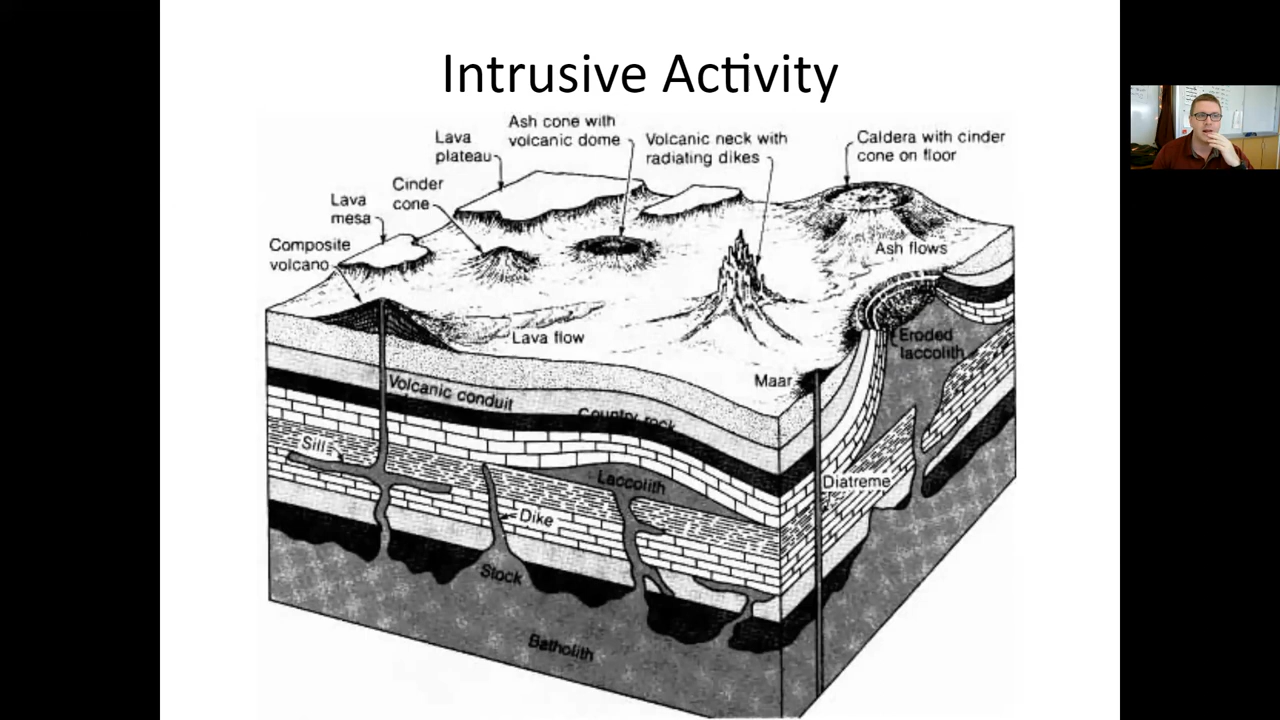 Intrusive Activity
Ash cone with
volcanic dome
Lava
plateau
Volcanic neck with
radiating dikes
Caldera with cinder
cone on floor
Cinder
cone
Lava
mesa
Composite
volcano
Ash flows
Lava flow
Eroded
laccolith
Maar
Volcanic conduit
Country rock
Sill
Laccolith
Diatreme
Dike
Stock
Batholith